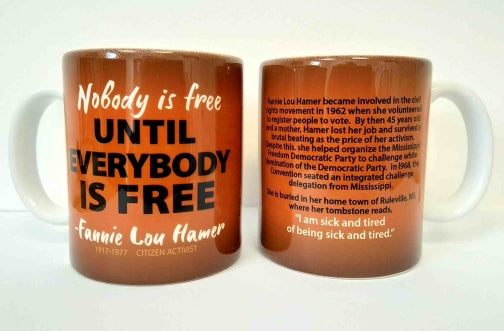 Nobody is free
UNTIL
EVERYBODY
IS FREE
-Fannie Lou Hamer
1917-1977 CITIZEN ACTIVIST
Fannie Lou Hamer became involved in the civil
rights movement in 1962 when she volunteered
to register people to vote. By then 45 years old
and a mother, Hamer lost her job and survived a
brutal beating as the price of her activism.
Despite this, she helped organize the Mississippi
Freedom Democratic Party to challenge white
domination of the Democratic Party. In 1968, the
Convention seated an integrated challenge
delegation from Mississippi.
She is buried in her home town of Ruleville, MS,
where her tombstone reads,
"I am sick and tired
of being sick and tired."